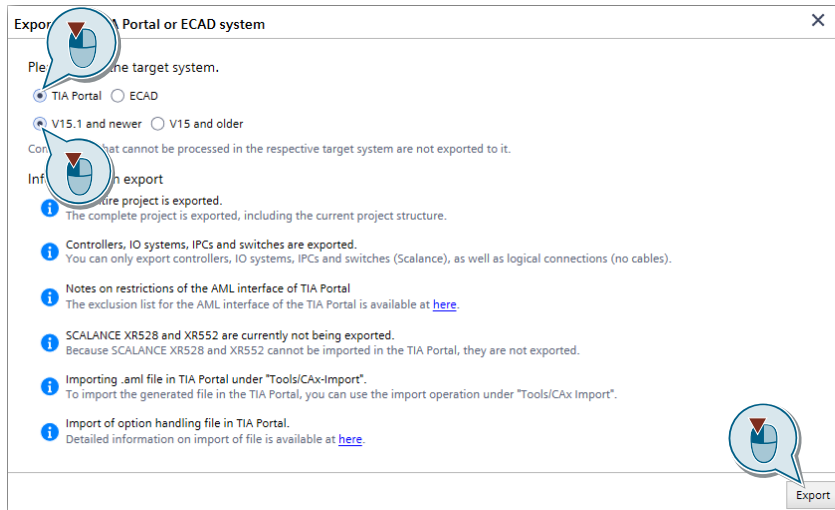 Expor A Portal or ECAD system
Ple the target system.
TIA Portal ECAD
V15.1 and newer V15 and older
Con hat cannot be processed in the respective target system are not exported to it.
Inf n export
tire project is exported.
The complete project is exported, including the current project structure.
Controllers, IO systems, IPCs and switches are exported.
You can only export controllers, IO systems, IPCs and switches (Scalance), as well as logical connections (no cables).
Notes on restrictions of the AML interface of TIA Portal
The exclusion list for the AML interface of the TIA Portal is available at here.
SCALANCE XR528 and XR552 are currently not being exported.
Because SCALANCE XR528 and XR552 cannot be imported in the TIA Portal, they are not exported.
Importing .aml file in TIA Portal under "Tools/CAx-Import".
To import the generated file in the TIA Portal, you can use the import operation under "Tools/CAx Import".
Import of option handling file in TIA Portal.
Detailed information on import of file is available at here.
Export